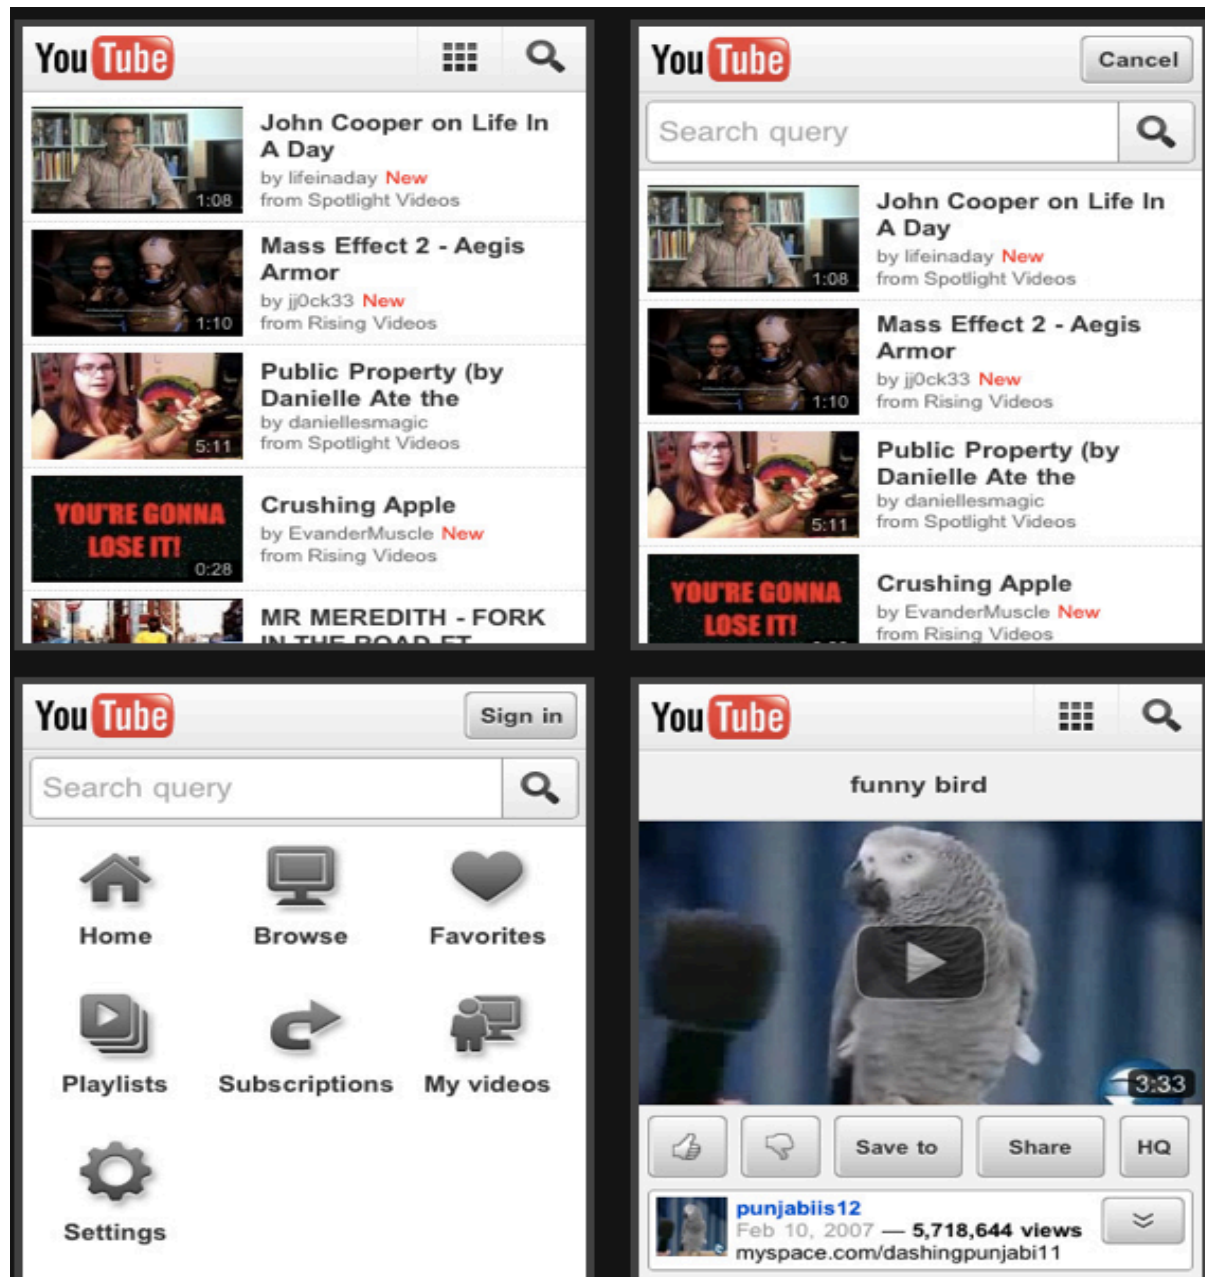 YouTube
John Cooper on Life In
A Day
by lifeinaday New
from Spotlight Videos
1:08
Mass Effect 2 - Aegis
Armor
by jj0ck33 New
from Rising Videos
1:10
Public Property (by
Danielle Ate the
by daniellesmagic
from Spotlight Videos
5:11
YOU'RE GONNA
LOSE IT!
0:28
Crushing Apple
by EvanderMuscle New
from Rising Videos
MR MEREDITH - FORK
IN THE ROAD FT
YouTube
Cancel
Search query
John Cooper on Life In
A Day
by lifeinaday New
from Spotlight Videos
1:08
Mass Effect 2 - Aegis
Armor
by jj0ck33 New
from Rising Videos
1:10
Public Property (by
Danielle Ate the
by daniellesmagic
from Spotlight Videos
5:11
YOU'RE GONNA
LOSE IT!
Crushing Apple
by EvanderMuscle New
from Rising Videos
YouTube
Sign in
Search query
Home
Browse
Favorites
Playlists
Subscriptions
My videos
Settings
YouTube
funny bird
3:33
Save to
Share
HQ
punjabiis12
Feb 10, 2007 — 5,718,644 views
myspace.com/dashingpunjabi11